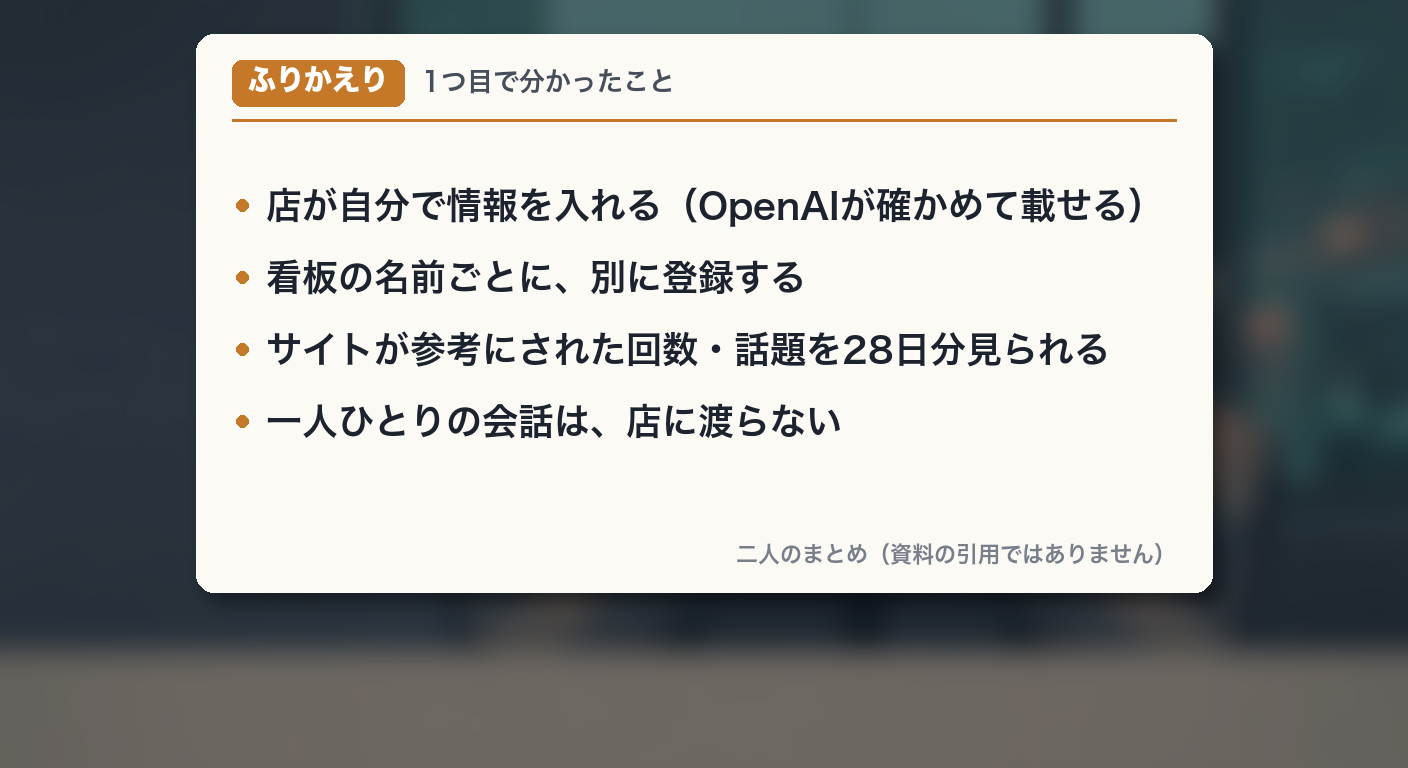 ふりかえり 1つ目で分かったこと
• 店が自分で情報を入れる（OpenAIが確かめて載せる）
• 看板の名前ごとに、別に登録する
• サイトが参考にされた回数・話題を28日分見られる
• 一人ひとりの会話は、店に渡らない
二人のまとめ（資料の引用ではありません）